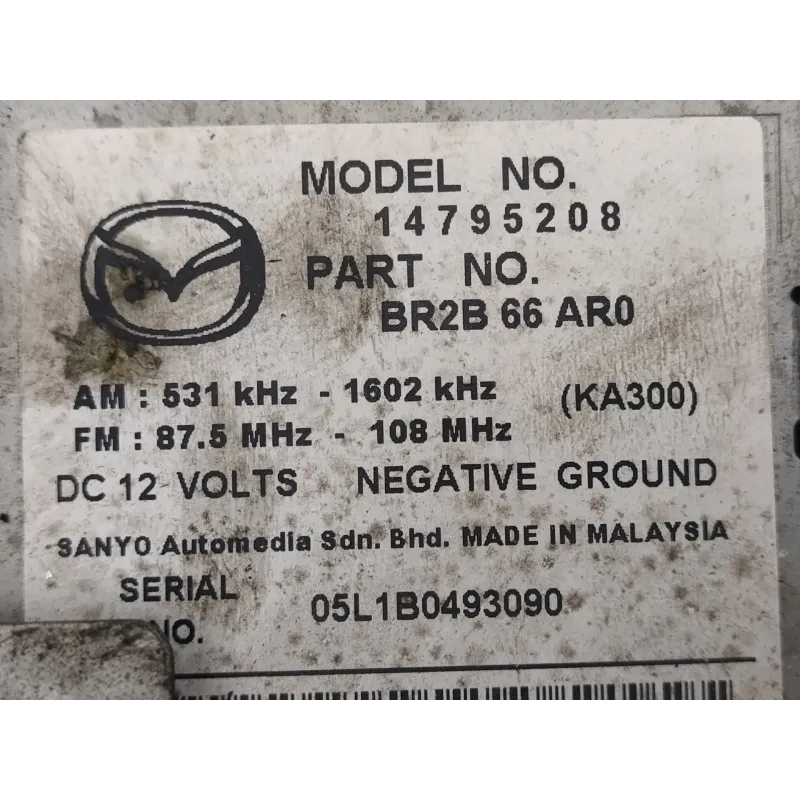 MODEL NO.
14795208
PART NO.
BR2B 66 AR0
AM : 531 kHz - 1602 kHz (KA300)
FM : 87.5 MHz - 108 MHz
DC 12 VOLTS NEGATIVE GROUND
SANYO Automedia Sdn. Bhd. MADE IN MALAYSIA
SERIAL 05L1B0493090
NO.